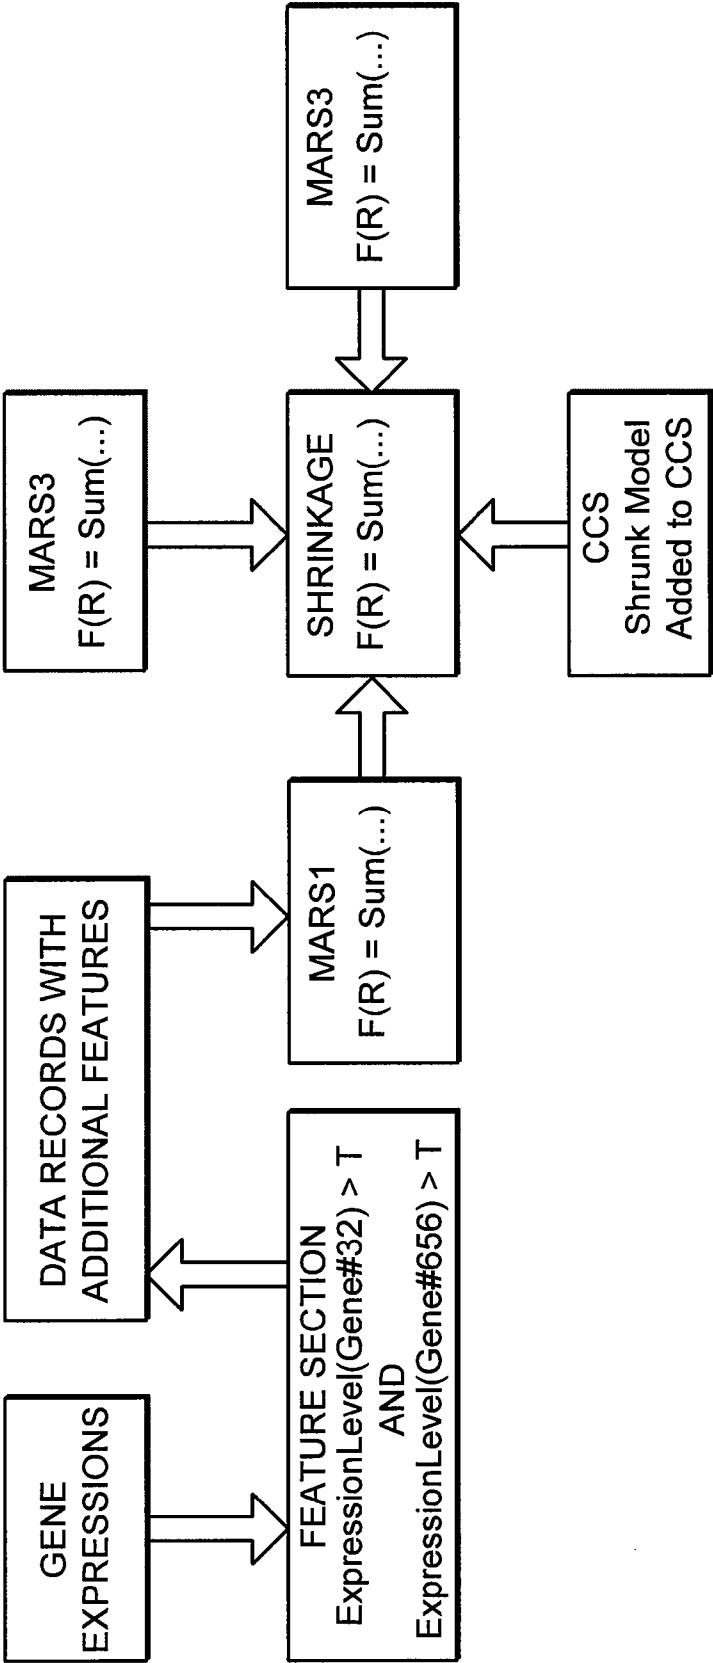 GENE
EXPRESSIONS
FEATURE SECTION
ExpressionLevel(Gene#32) > T
AND
ExpressionLevel(Gene#656) > T
DATA RECORDS WITH
ADDITIONAL FEATURES
MARS1
F(R) = Sum(...)
MARS3
F(R) = Sum(...)
SHRINKAGE
F(R) = Sum(...)
CCS
Shrunk Model
Added to CCS
MARS3
F(R) = Sum(...)